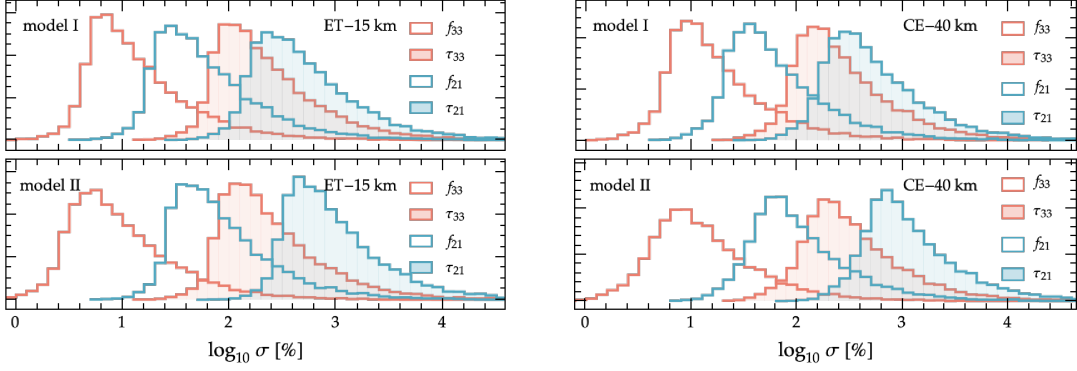 model I ET−15 km
f33
τ33
f21
τ21
model II ET−15 km
f33
τ33
f21
τ21
0 1 2 3 4
log10 σ [%]
model I CE−40 km
f33
τ33
f21
τ21
model II CE−40 km
f33
τ33
f21
τ21
0 1 2 3 4
log10 σ [%]